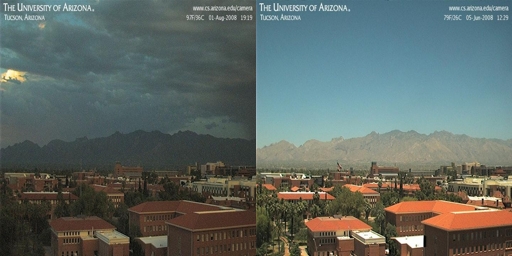 THE UNIVERSITY OF ARIZONA.
www.cs.arizona.edu/camera
TUCSON, ARIZONA
97F/36C 01-Aug-2008 19:19
THE UNIVERSITY OF ARIZONA.
www.cs.arizona.edu/camera
TUCSON, ARIZONA
79F/26C 05-Jun-2008 12:29